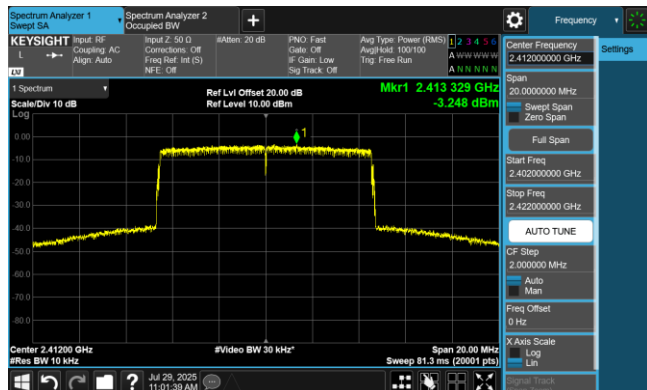 Spectrum Analyzer 1
Swept SA
Spectrum Analyzer 2
Occupied BW
Frequency
KEYSIGHT
L
LXI
Input: RF
Coupling: AC
Align: Auto
Input Z: 50 Ω
Corrections: Off
Freq Ref: Int (S)
NFE: Off
#Atten: 20 dB
PNO: Fast
Gate: Off
IF Gain: Low
Sig Track: Off
Avg Type: Power (RMS)
Avg|Hold: 100/100
Trig: Free Run
1 2 3 4 5 6
A W W W W W
A N N N N N
1 Spectrum
Scale/Div 10 dB
Log
Ref Lvl Offset 20.00 dB
Ref Level 10.00 dBm
Mkr1 2.413 329 GHz
-3.248 dBm
1
0.00
-10.0
-20.0
-30.0
-40.0
-50.0
-60.0
-70.0
-80.0
Center 2.41200 GHz
#Res BW 10 kHz
#Video BW 30 kHz*
Span 20.00 MHz
Sweep 81.3 ms (20001 pts)
Center Frequency
2.412000000 GHz
Settings
Span
20.0000000 MHz
Swept Span
Zero Span
Full Span
Start Freq
2.402000000 GHz
Stop Freq
2.422000000 GHz
AUTO TUNE
CF Step
2.000000 MHz
Auto
Man
Freq Offset
0 Hz
X Axis Scale
Log
Lin
Signal Track
?
Jul 29, 2025
11:01:39 AM